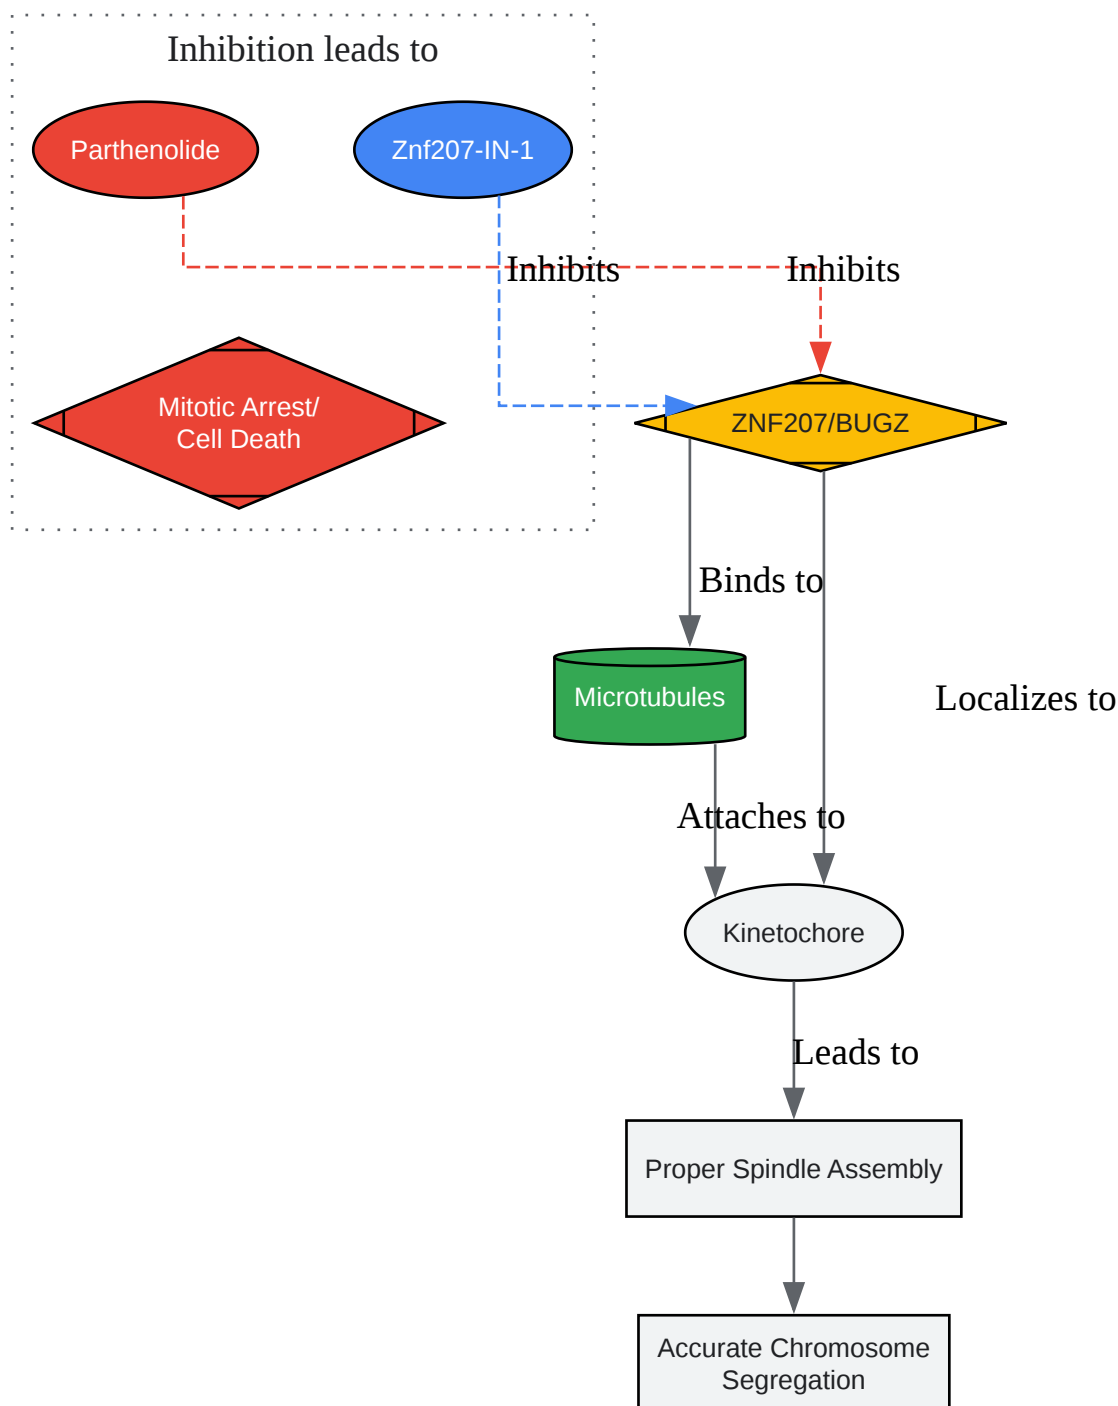 Inhibition leads to
Parthenolide
Znf207-IN-1
Inhibits
Inhibits
Mitotic Arrest/
Cell Death
ZNF207/BUGZ
Binds to
Microtubules
Localizes to
Attaches to
Kinetochore
Leads to
Proper Spindle Assembly
Accurate Chromosome
Segregation